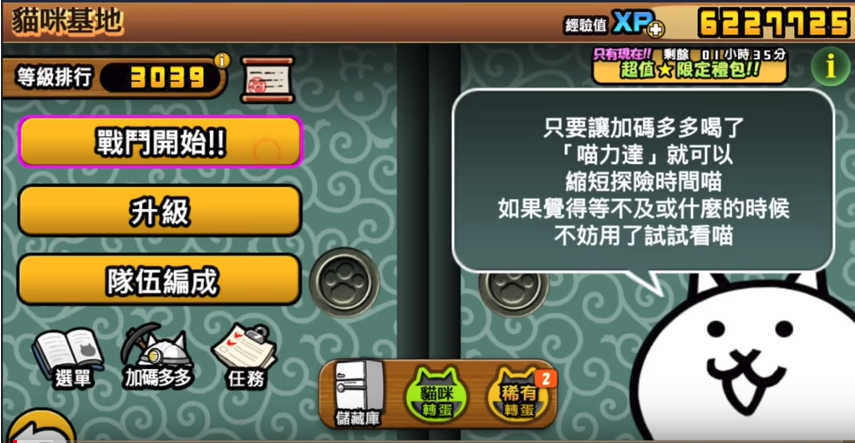 貓咪基地
經驗值 XP 6227725
等級排行 3039
只有現在!! 剩餘 01小時35分
超值★限定禮包!!
戰鬥開始!!
升級
隊伍編成
只要讓加碼多多喝了
「喵力達」就可以
縮短探險時間喵
如果覺得等不及或什麼的時候
不妨用了試試看喵
選單
加碼多多
任務
儲藏庫
貓咪
轉蛋
稀有
轉蛋
2